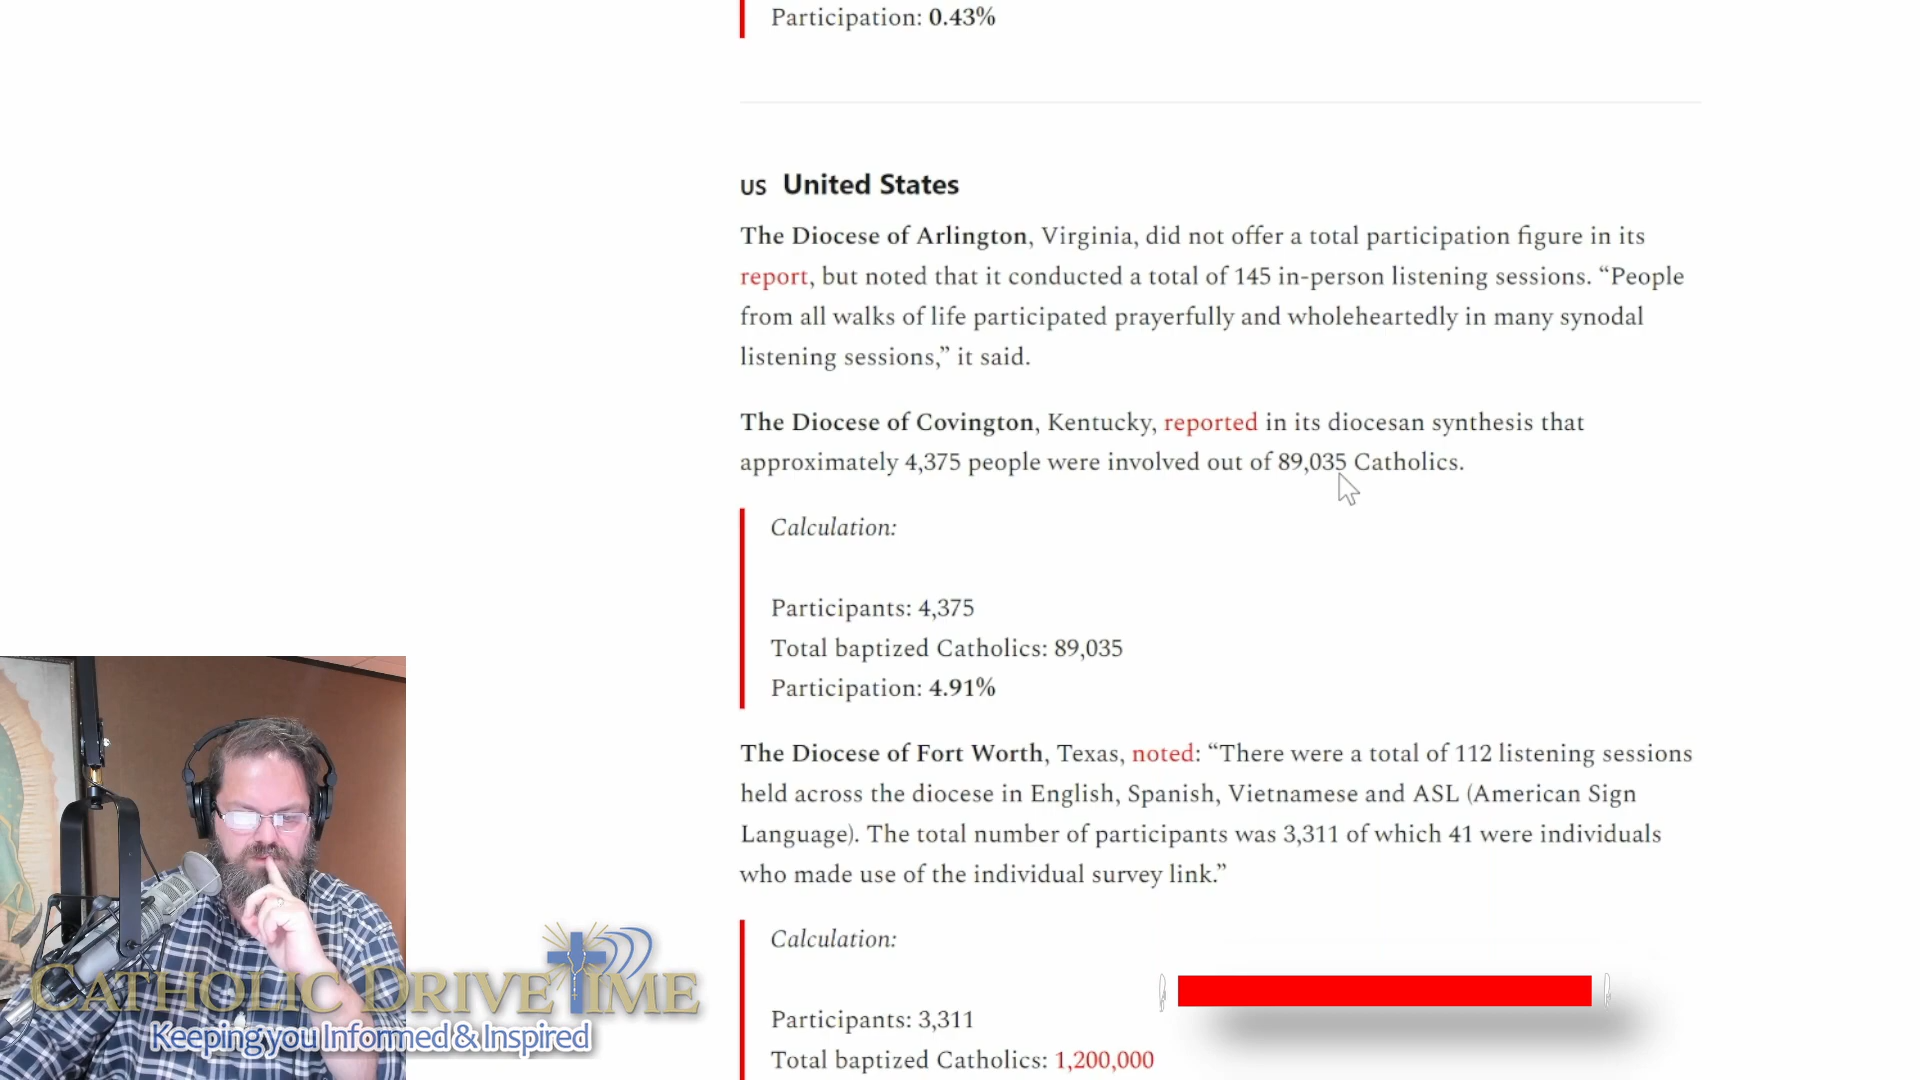 Participation: 0.43%
US United States
The Diocese of Arlington, Virginia, did not offer a total participation figure in its
report, but noted that it conducted a total of 145 in-person listening sessions. “People
from all walks of life participated prayerfully and wholeheartedly in many synodal
listening sessions,” it said.
The Diocese of Covington, Kentucky, reported in its diocesan synthesis that
approximately 4,375 people were involved out of 89,035 Catholics.
Calculation:
Participants: 4,375
Total baptized Catholics: 89,035
Participation: 4.91%
The Diocese of Fort Worth, Texas, noted: “There were a total of 112 listening sessions
held across the diocese in English, Spanish, Vietnamese and ASL (American Sign
Language). The total number of participants was 3,311 of which 41 were individuals
who made use of the individual survey link.”
Calculation:
Participants: 3,311
Total baptized Catholics: 1,200,000
CATHOLIC DRIVE TIME
Keeping you Informed & Inspired